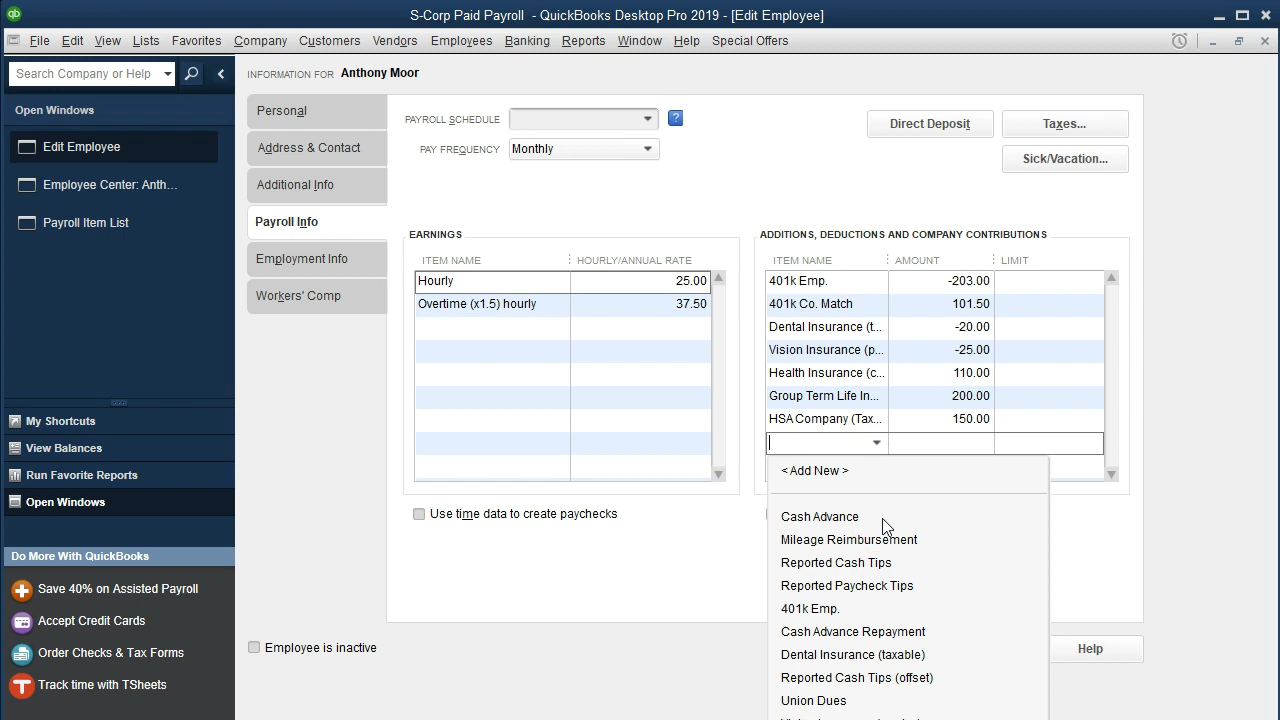 S-Corp Paid Payroll - QuickBooks Desktop Pro 2019 - [Edit Employee]
File Edit View Lists Favorites Company Customers Vendors Employees Banking Reports Window Help Special Offers
Search Company or Help
INFORMATION FOR Anthony Moor
Open Windows
Edit Employee
Employee Center: Anth...
Payroll Item List
My Shortcuts
View Balances
Run Favorite Reports
Open Windows
Do More With QuickBooks
Save 40% on Assisted Payroll
Accept Credit Cards
Order Checks & Tax Forms
Track time with TSheets
Personal
Address & Contact
Additional Info
Payroll Info
Employment Info
Workers' Comp
PAYROLL SCHEDULE
?
PAY FREQUENCY Monthly
Direct Deposit
Taxes...
Sick/Vacation...
EARNINGS
ITEM NAME HOURLY/ANNUAL RATE
Hourly 25.00
Overtime (x1.5) hourly 37.50
Use time data to create paychecks
ADDITIONS, DEDUCTIONS AND COMPANY CONTRIBUTIONS
ITEM NAME AMOUNT LIMIT
401k Emp. -203.00
401k Co. Match 101.50
Dental Insurance (t... -20.00
Vision Insurance (p... -25.00
Health Insurance (c... 110.00
Group Term Life In... 200.00
HSA Company (Tax... 150.00
< Add New >
Cash Advance
Mileage Reimbursement
Reported Cash Tips
Reported Paycheck Tips
401k Emp.
Cash Advance Repayment
Dental Insurance (taxable)
Reported Cash Tips (offset)
Union Dues
Employee is inactive
Help